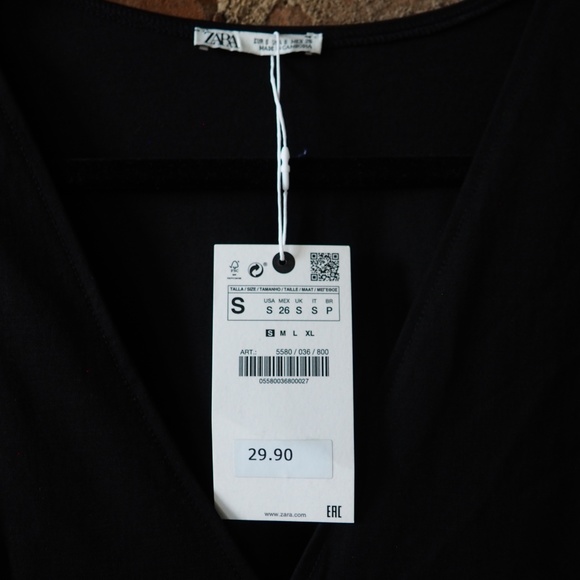 ZARA
MADE IN CAMBODIA
FSC
TALLA / SIZE / TAMANHO / TAILLE / MAAT /
S
USA MEX UK IT BR
S 26 S S P
S M L XL
ART.: 5580 / 036 / 800
05580036800027
29.90
www.zara.com
EAC